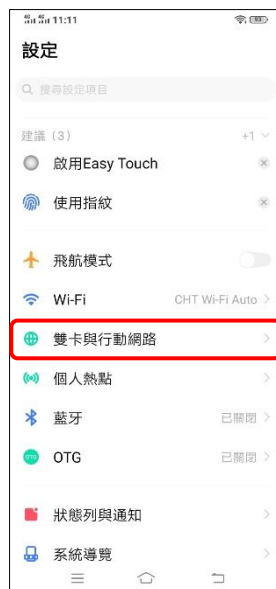 4G 4G 11:11
設定
搜尋設定項目
建議 (3) +1
啟用Easy Touch
使用指紋
飛航模式
Wi-Fi CHT Wi-Fi Auto
雙卡與行動網路
個人熱點
藍牙 已關閉
OTG OTG 已關閉
狀態列與通知
系統導覽